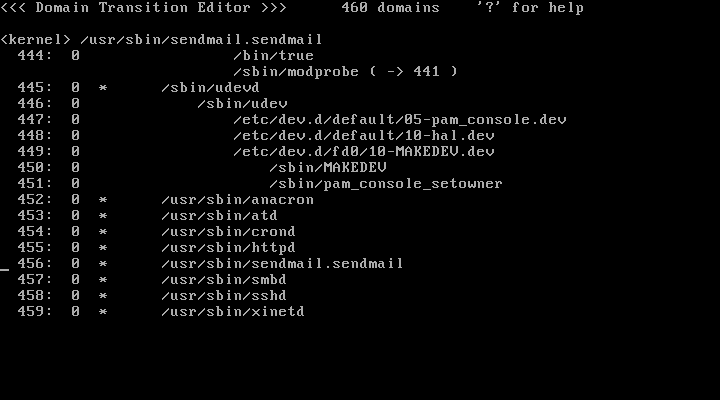 <<< Domain Transition Editor >>>      460 domains    '?' for help
<kernel> /usr/sbin/sendmail.sendmail
  444:  0                 /bin/true
                          /sbin/modprobe ( -> 441 )
  445:  0  *      /sbin/udevd
  446:  0             /sbin/udev
  447:  0                 /etc/dev.d/default/05-pam_console.dev
  448:  0                 /etc/dev.d/default/10-hal.dev
  449:  0                 /etc/dev.d/fd0/10-MAKEDEV.dev
  450:  0                     /sbin/MAKEDEV
  451:  0                     /sbin/pam_console_setowner
  452:  0  *      /usr/sbin/anacron
  453:  0  *      /usr/sbin/atd
  454:  0  *      /usr/sbin/crond
  455:  0  *      /usr/sbin/httpd
  456:  0  *      /usr/sbin/sendmail.sendmail
  457:  0  *      /usr/sbin/smbd
  458:  0  *      /usr/sbin/sshd
  459:  0  *      /usr/sbin/xinetd